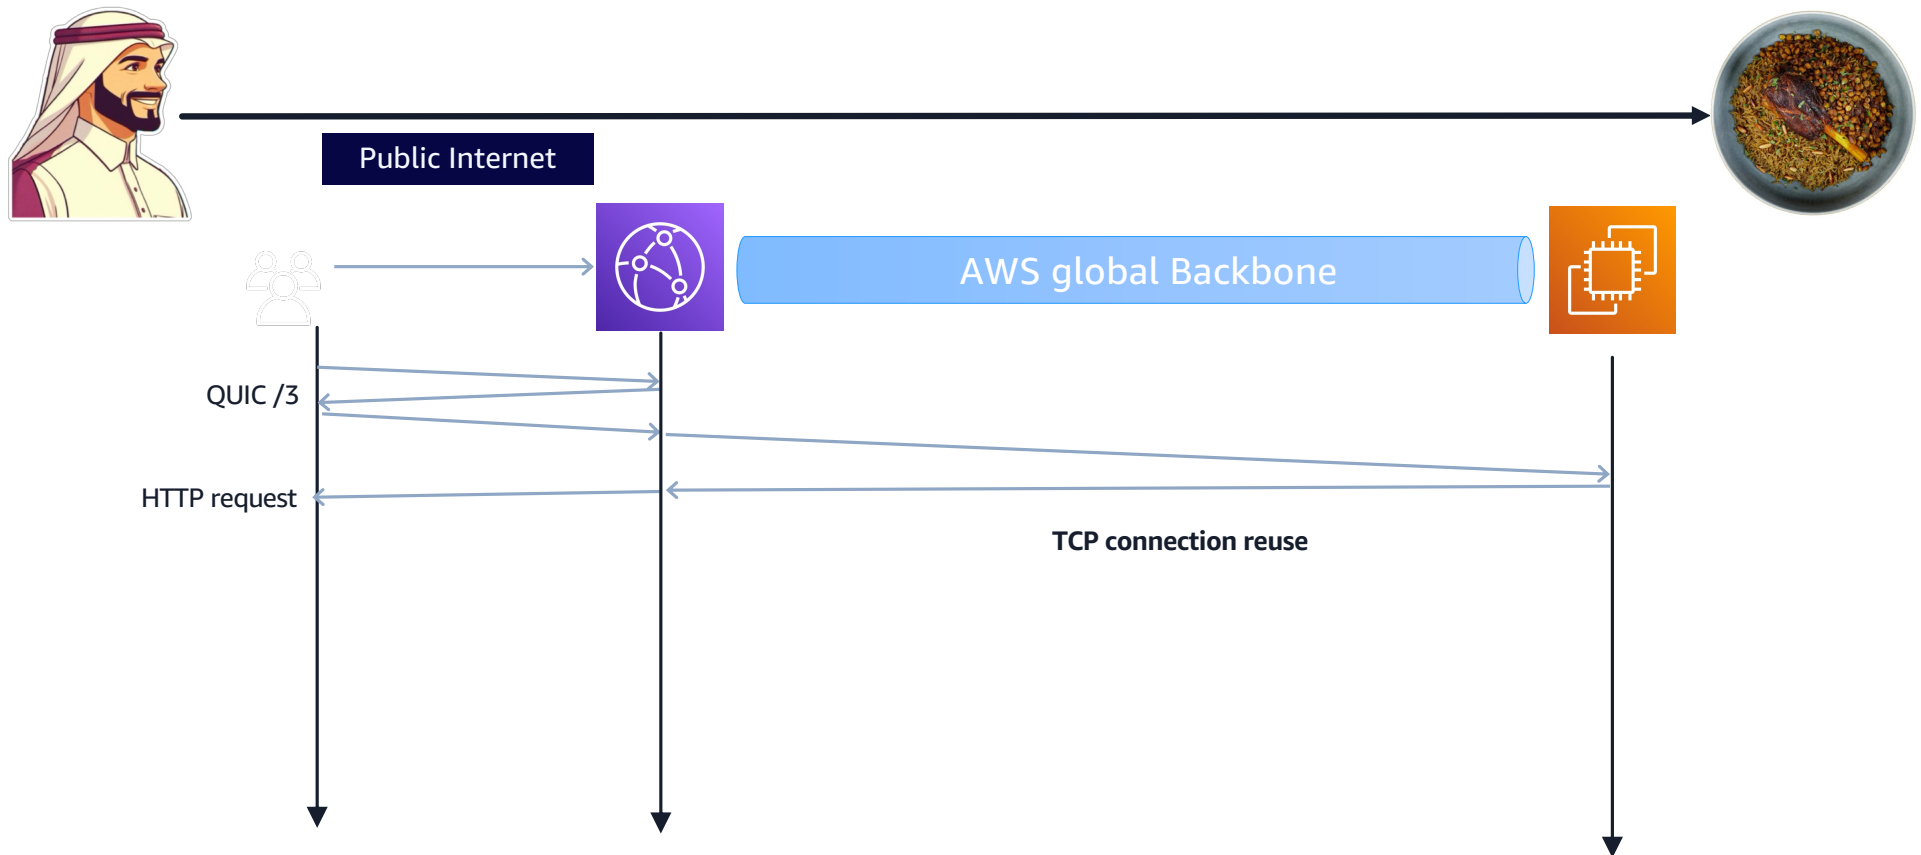 Public Internet
AWS global Backbone
QUIC /3
HTTP request
TCP connection reuse